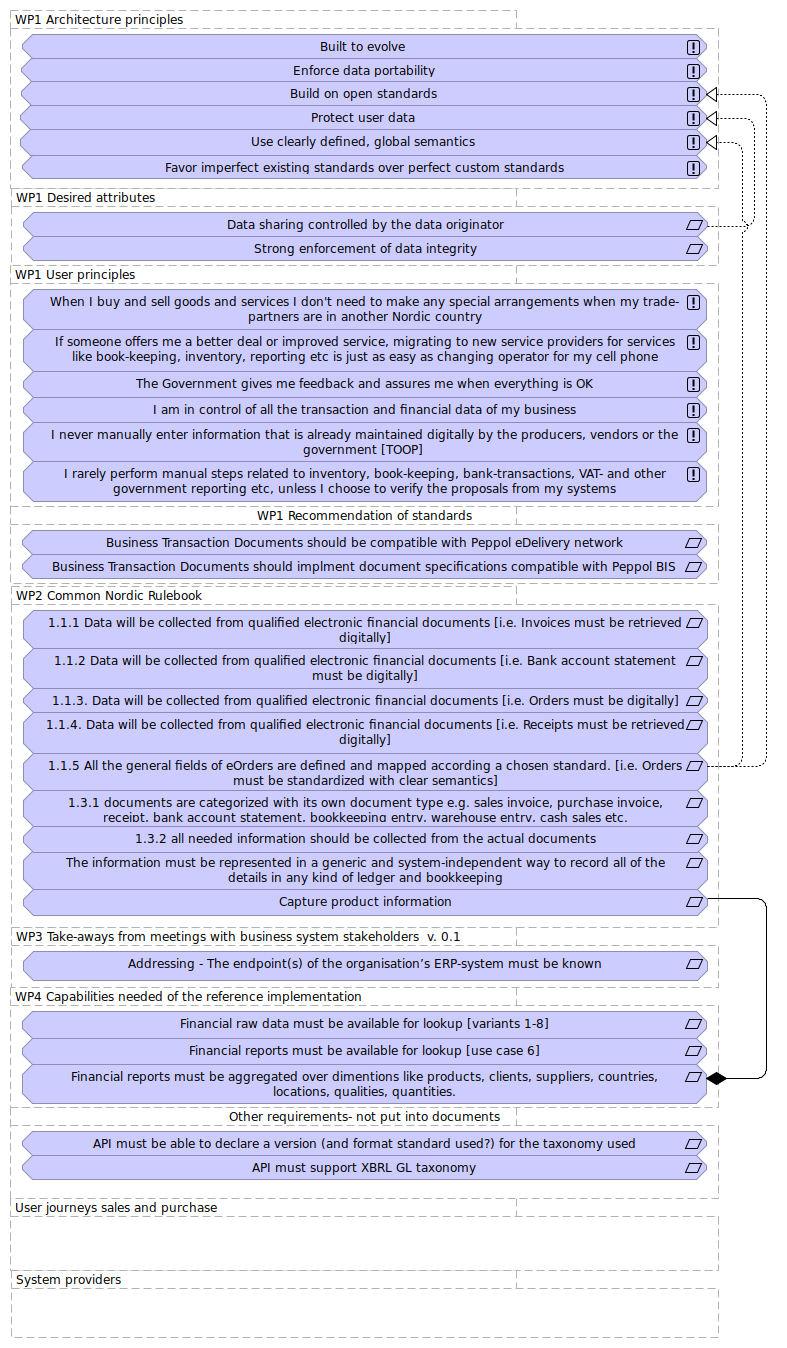 WP1 Architecture principles
Built to evolve
Enforce data portability
Build on open standards
Protect user data
Use clearly defined, global semantics
Favor imperfect existing standards over perfect custom standards
WP1 Desired attributes
Data sharing controlled by the data originator
Strong enforcement of data integrity
WP1 User principles
When I buy and sell goods and services I don't need to make any special arrangements when my trade-
partners are in another Nordic country
If someone offers me a better deal or improved service, migrating to new service providers for services
like book-keeping, inventory, reporting etc is just as easy as changing operator for my cell phone
The Government gives me feedback and assures me when everything is OK
I am in control of all the transaction and financial data of my business
I never manually enter information that is already maintained digitally by the producers, vendors or the
government [TOOP]
I rarely perform manual steps related to inventory, book-keeping, bank-transactions, VAT- and other
government reporting etc, unless I choose to verify the proposals from my systems
WP1 Recommendation of standards
Business Transaction Documents should be compatible with Peppol eDelivery network
Business Transaction Documents should implment document specifications compatible with Peppol BIS
WP2 Common Nordic Rulebook
1.1.1 Data will be collected from qualified electronic financial documents [i.e. Invoices must be retrieved
digitally]
1.1.2 Data will be collected from qualified electronic financial documents [i.e. Bank account statement
must be digitally]
1.1.3. Data will be collected from qualified electronic financial documents [i.e. Orders must be digitally]
1.1.4. Data will be collected from qualified electronic financial documents [i.e. Receipts must be retrieved
digitally]
1.1.5 All the general fields of eOrders are defined and mapped according a chosen standard. [i.e. Orders
must be standardized with clear semantics]
1.3.1 documents are categorized with its own document type e.g. sales invoice, purchase invoice,
receipt, bank account statement, bookkeeping entry, warehouse entry, cash sales etc.
1.3.2 all needed information should be collected from the actual documents
The information must be represented in a generic and system-independent way to record all of the
details in any kind of ledger and bookkeeping
Capture product information
WP3 Take-aways from meetings with business system stakeholders  v. 0.1
Addressing - The endpoint(s) of the organisation’s ERP-system must be known
WP4 Capabilities needed of the reference implementation
Financial raw data must be available for lookup [variants 1-8]
Financial reports must be available for lookup [use case 6]
Financial reports must be aggregated over dimentions like products, clients, suppliers, countries,
locations, qualities, quantities.
Other requirements- not put into documents
API must be able to declare a version (and format standard used?) for the taxonomy used
API must support XBRL GL taxonomy
User journeys sales and purchase
System providers